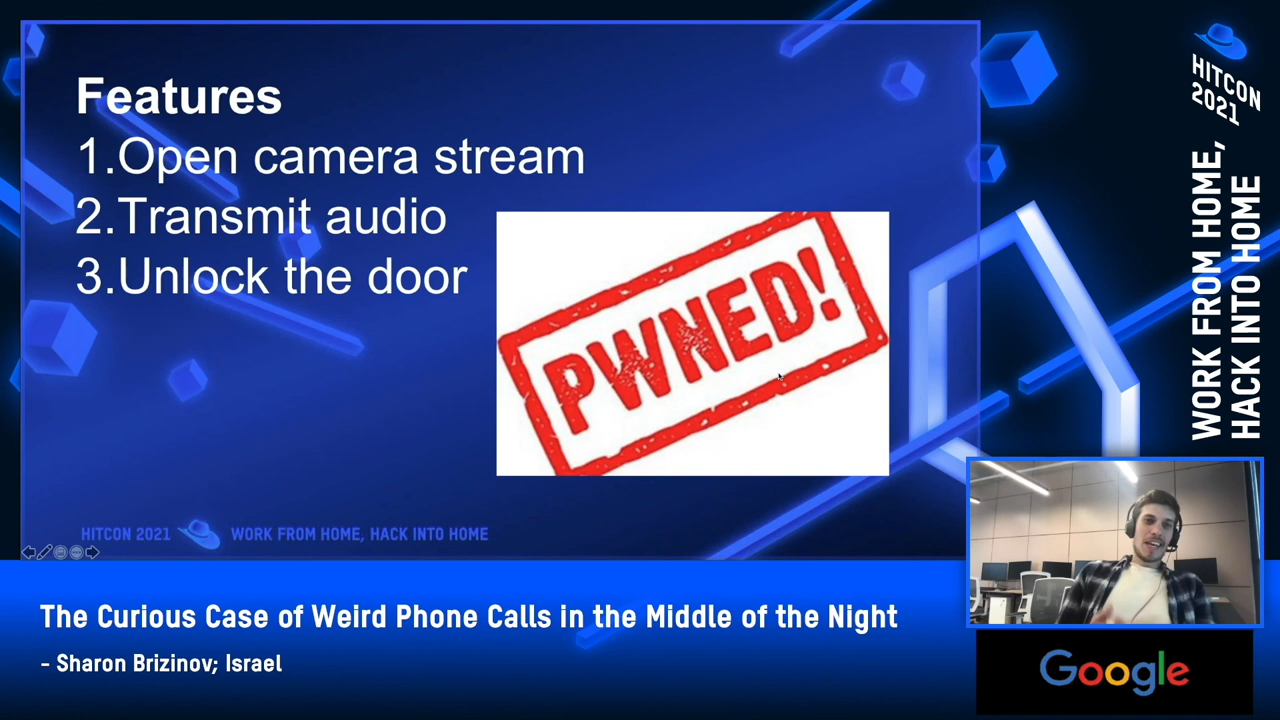 Features
1.Open camera stream
2.Transmit audio
3.Unlock the door
PWNED!
HITCON 2021 WORK FROM HOME, HACK INTO HOME
HITCON
2021
WORK FROM HOME,
HACK INTO HOME
The Curious Case of Weird Phone Calls in the Middle of the Night
- Sharon Brizinov; Israel
Google